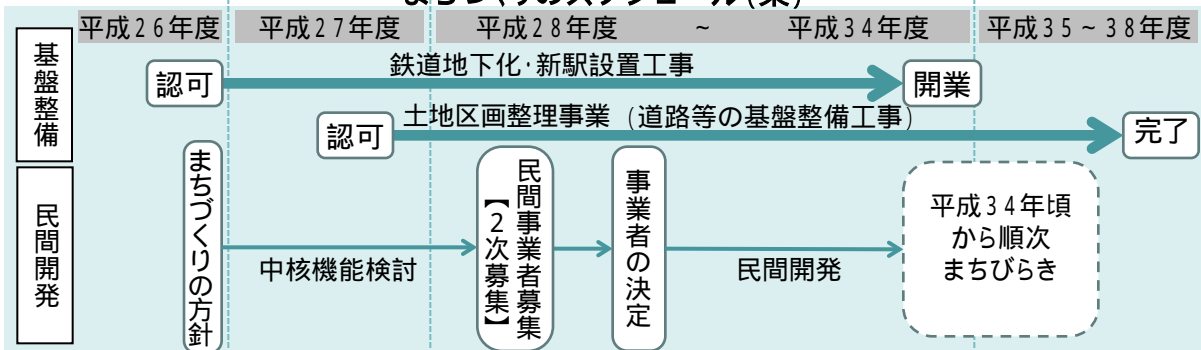 平成26年度
平成27年度
平成28年度 ~ 平成34年度
平成35~38年度
基盤整備
認可
鉄道地下化・新駅設置工事
開業
認可
土地区画整理事業 (道路等の基盤整備工事)
完了
民間開発
まちづくりの方針
中核機能検討
民間事業者募集
【2次募集】
事業者の決定
民間開発
平成34年頃
から順次
まちびらき